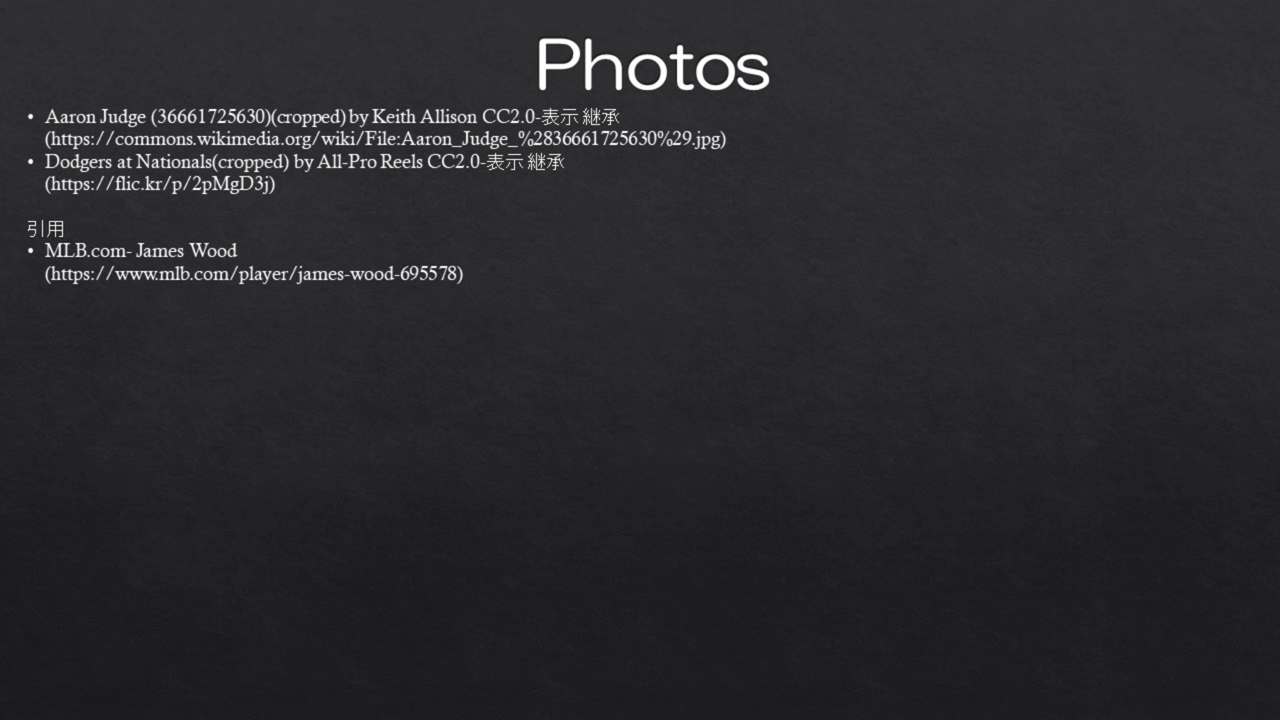 Photos
• Aaron Judge (36661725630)(cropped) by Keith Allison CC2.0-表示 継承
(https://commons.wikimedia.org/wiki/File:Aaron_Judge_%2836661725630%29.jpg)
• Dodgers at Nationals(cropped) by All-Pro Reels CC2.0-表示 継承
(https://flic.kr/p/2pMgD3j)
引用
• MLB.com- James Wood
(https://www.mlb.com/player/james-wood-695578)